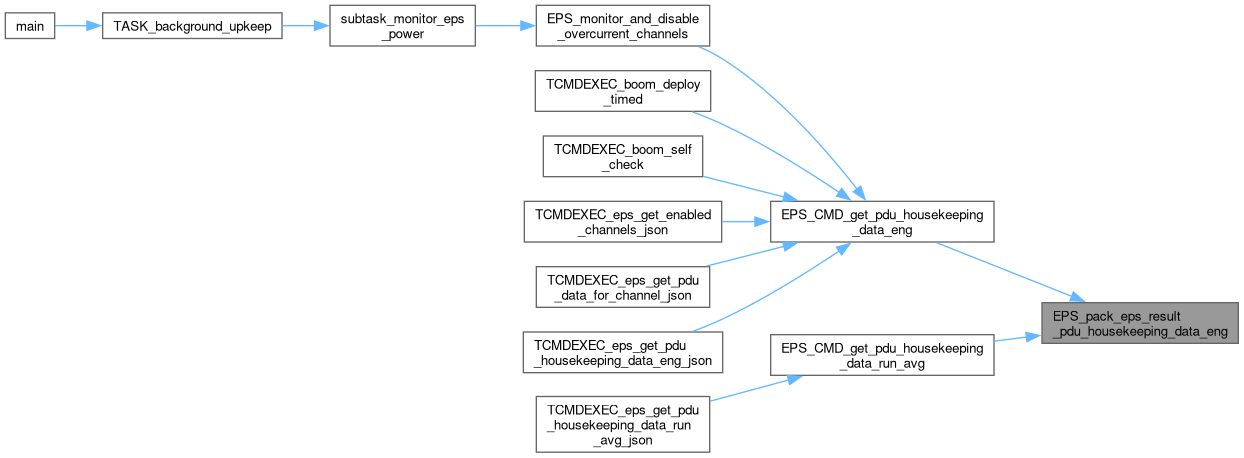 main
TASK_background_upkeep
subtask_monitor_eps
_power
EPS_monitor_and_disable
_overcurrent_channels
TCMDEXEC_boom_deploy
_timed
TCMDEXEC_boom_self
_check
TCMDEXEC_eps_get_enabled
_channels_json
TCMDEXEC_eps_get_pdu
_data_for_channel_json
TCMDEXEC_eps_get_pdu
_housekeeping_data_eng_json
TCMDEXEC_eps_get_pdu
_housekeeping_data_run
_avg_json
EPS_CMD_get_pdu_housekeeping
_data_eng
EPS_CMD_get_pdu_housekeeping
_data_run_avg
EPS_pack_eps_result
_pdu_housekeeping_data_eng